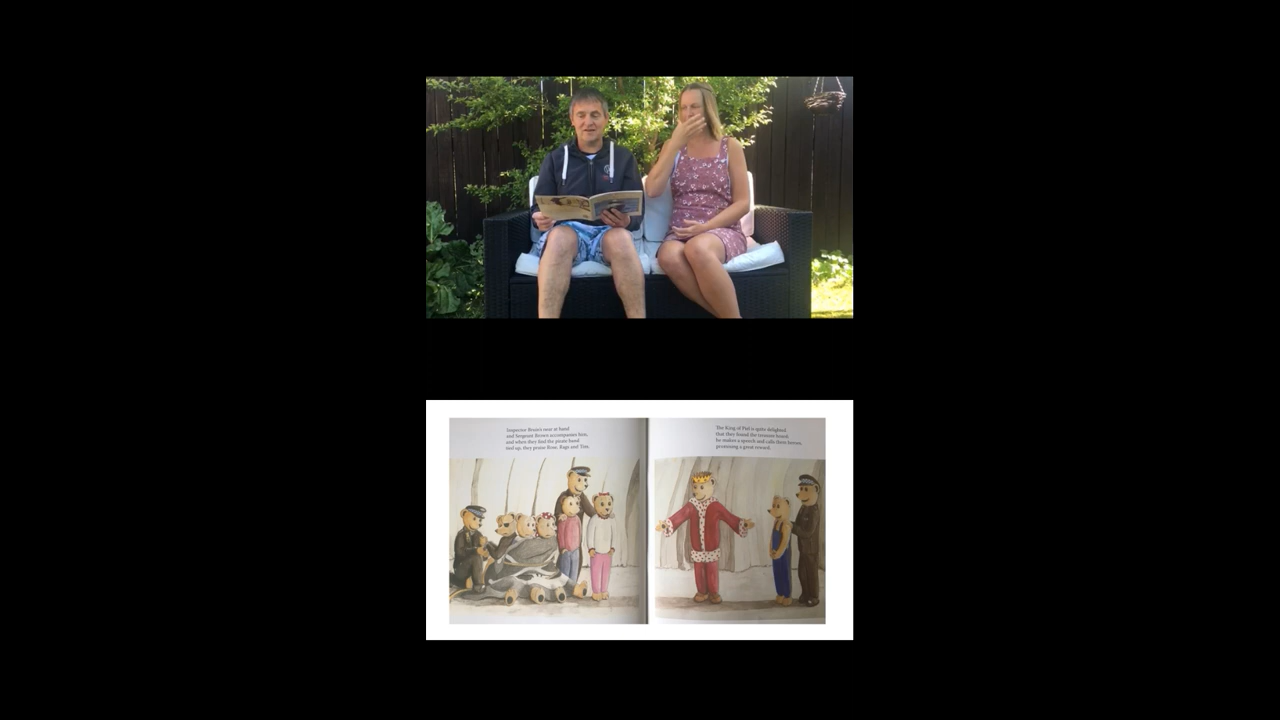 Inspector Bruin's near at hand
and Sergeant Brown accompanies him,
and when they find the pirate band
tied up, they praise Rose, Rags and Tim.
The King of Ftd is quite delighted
that they found the treasure hoard:
he makes a speech and calls them heroes,
promising a great reward.